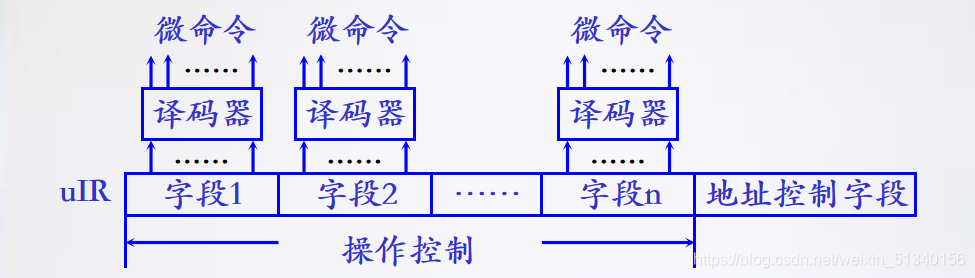 微命令 微命令 微命令
······ ······ ······
译码器 译码器 译码器
······ ······ ······
uIR 字段1 字段2 ······ 字段n 地址控制字段
操作控制
https://blog.csdn.net/weixin_51340156